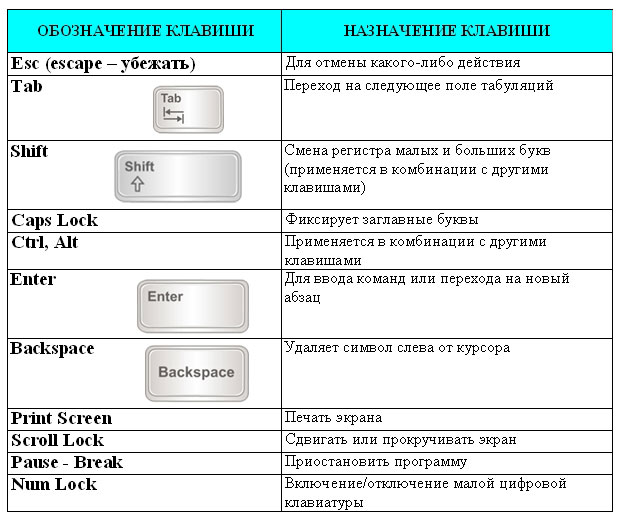 ОБОЗНАЧЕНИЕ КЛАВИШИ
НАЗНАЧЕНИЕ КЛАВИШИ
Esc (escape – убежать)
Для отмены какого-либо действия
Tab
Tab
Переход на следующее поле табуляций
Shift
Shift
Смена регистра малых и больших букв
(применяется в комбинации с другими
клавишами)
Caps Lock
Фиксирует заглавные буквы
Ctrl, Alt
Применяется в комбинации с другими
клавишами
Enter
Enter
Для ввода команд или перехода на новый
абзац
Backspace
Backspace
Удаляет символ слева от курсора
Print Screen
Печать экрана
Scroll Lock
Сдвигать или прокручивать экран
Pause - Break
Приостановить программу
Num Lock
Включение/отключение малой цифровой
клавиатуры